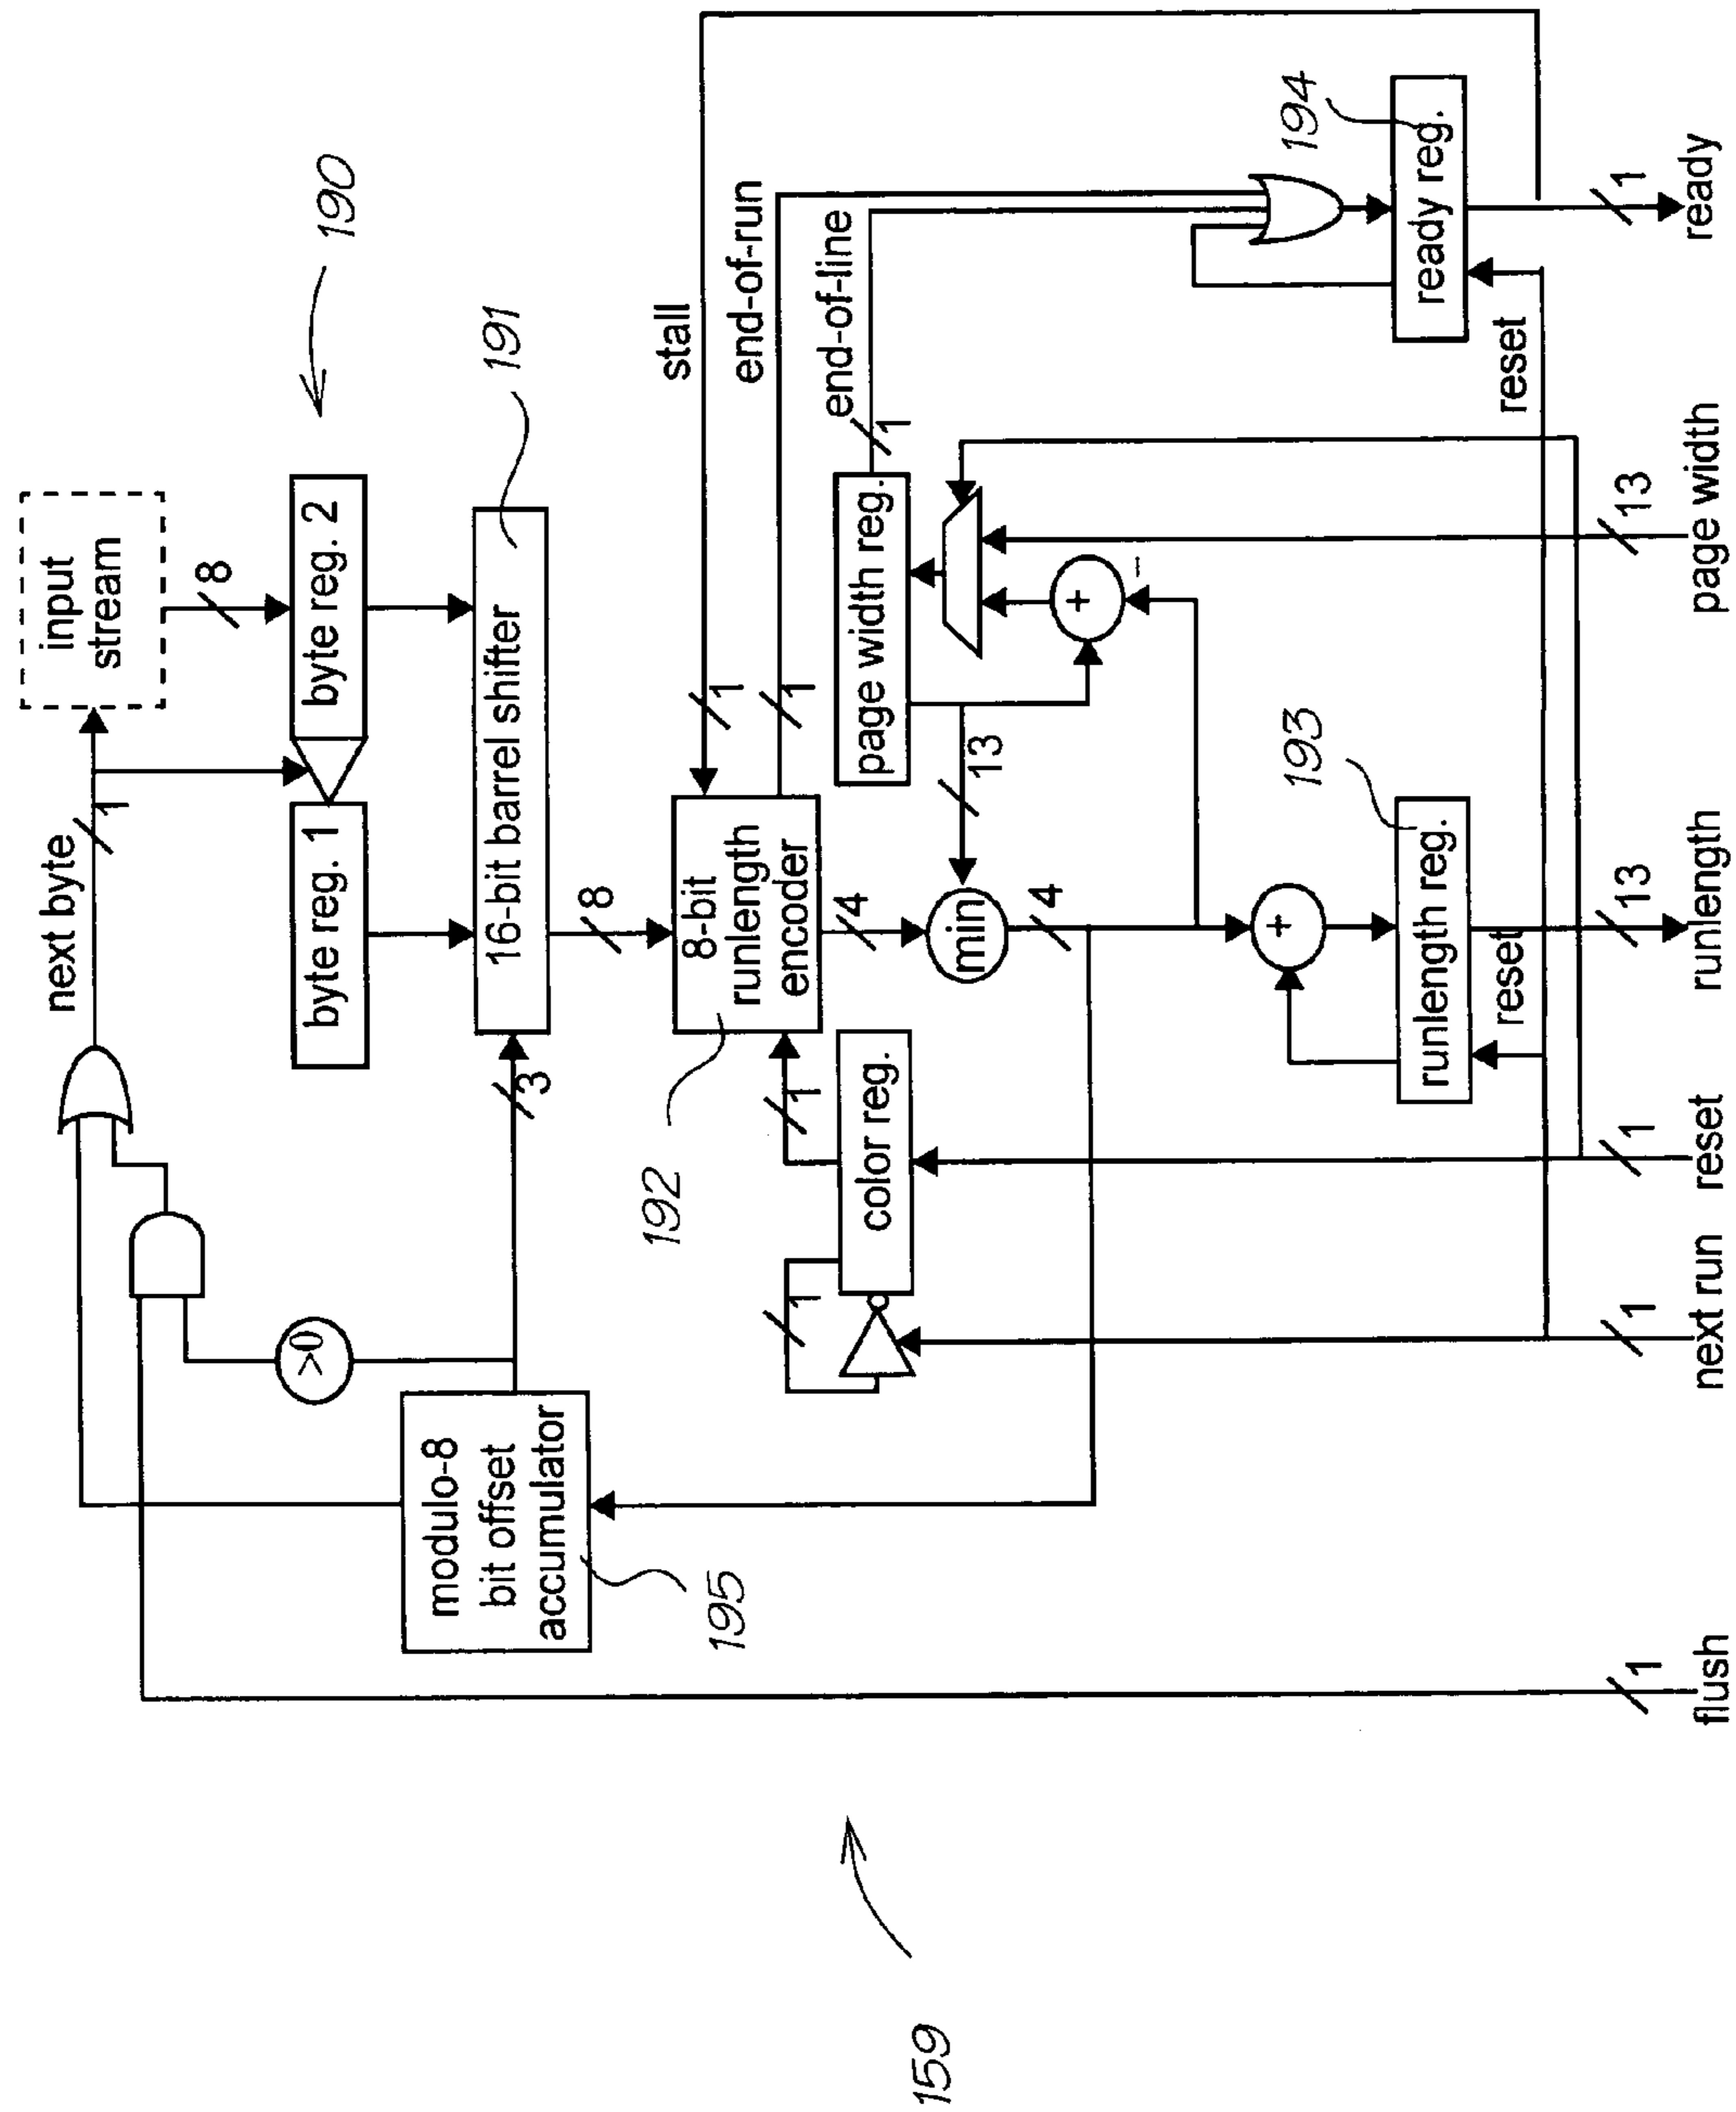 input
stream
next byte
1
8
190
byte reg. 1
byte reg. 2
191
16-bit barrel shifter
>0
3
8
modulo-8
bit offset
accumulator
195
192
8-bit
runlength
encoder
stall
1
end-of-run
1
end-of-line
1
color reg.
1
1
4
min
4
13
page width reg.
+
−
+
193
runlength reg.
reset
194
ready reg.
reset
159
1
flush
1
next run
1
reset
13
runlength
13
page width
1
ready